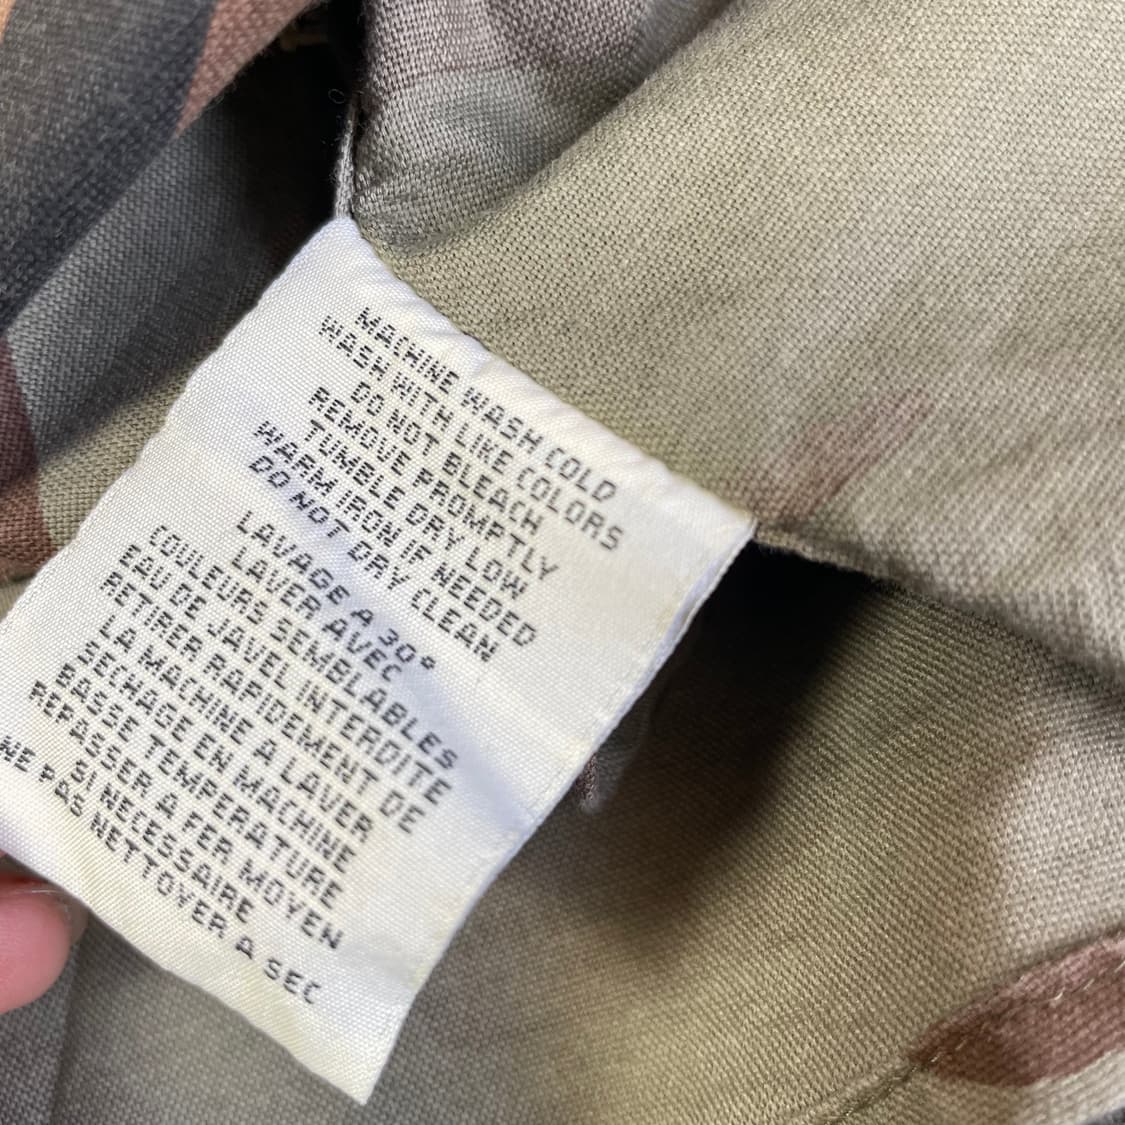 MACHINE WASH COLD
WASH WITH LIKE COLORS
DO NOT BLEACH
REMOVE PROMPTLY
TUMBLE DRY LOW
WARM IRON IF NEEDED
DO NOT DRY CLEAN
LAVAGE A 30°
LAVER AVEC
COULEURS SEMBLABLES
EAU DE JAVEL INTERDITE
RETIRER RAPIDEMENT DE
LA MACHINE A LAVER
SECHAGE EN MACHINE
BASSE TEMPERATURE
REPASSER A FER MOYEN
SI NECESSAIRE
NE PAS NETTOYER A SEC